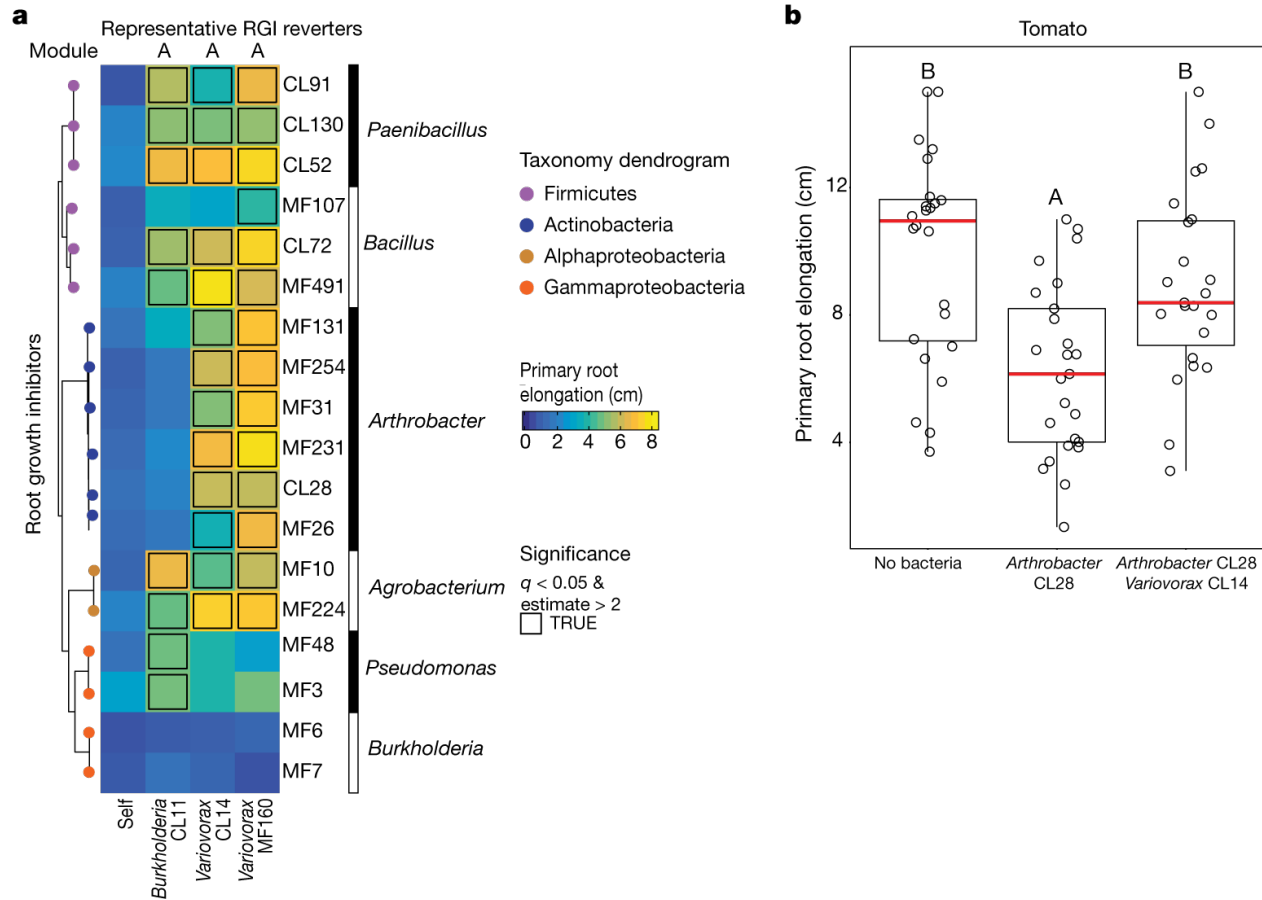 a
Representative RGI reverters
Module
A
A
A
Root growth inhibitors
CL91
CL130
CL52
MF107
CL72
MF491
MF131
MF254
MF31
MF231
CL28
MF26
MF10
MF224
MF48
MF3
MF6
MF7
Paenibacillus
Bacillus
Arthrobacter
Agrobacterium
Pseudomonas
Burkholderia
Self
Burkholderia
CL11
Variovorax
CL14
Variovorax
MF160
Taxonomy dendrogram
Firmicutes
Actinobacteria
Alphaproteobacteria
Gammaproteobacteria
Primary root
elongation (cm)
0 2 4 6 8
Significance
q < 0.05 &
estimate > 2
TRUE
b
Tomato
Primary root elongation (cm)
12
8
4
B
A
B
No bacteria
Arthrobacter
CL28
Arthrobacter CL28
Variovorax CL14